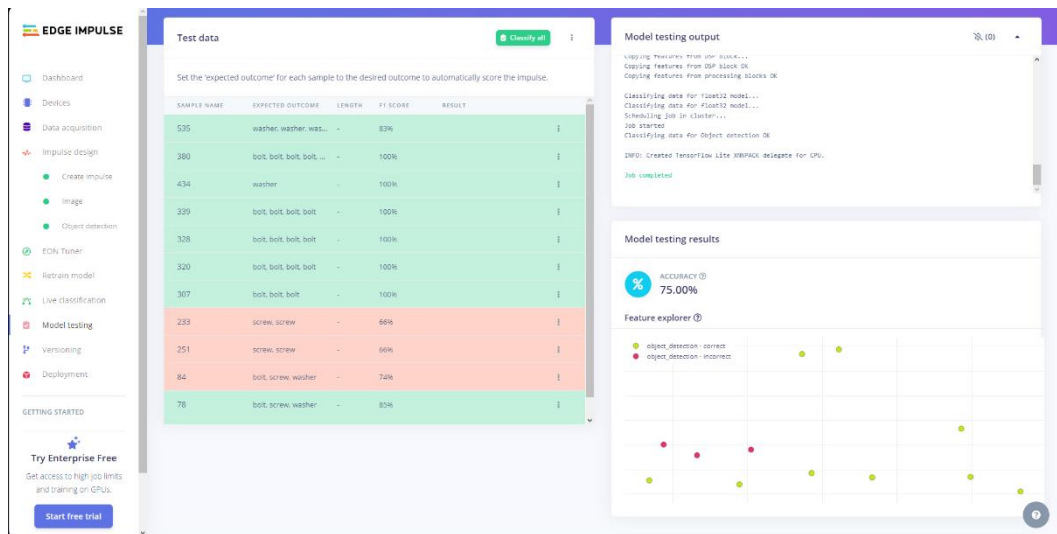 EDGE IMPULSE
Dashboard
Devices
Data acquisition
Impulse design
Create impulse
Image
Object detection
EON Tuner
Retrain model
Live classification
Model testing
Versioning
Deployment
GETTING STARTED
Try Enterprise Free
Get access to high job limits
and training on GPUs.
Start free trial
Test data
Classify all
Set the 'expected outcome' for each sample to the desired outcome to automatically score the impulse.
SAMPLE NAME EXPECTED OUTCOME LENGTH F1 SCORE RESULT
535 washer, washer, was... - 83%
380 bolt, bolt, bolt, bolt, ... - 100%
434 washer - 100%
339 bolt, bolt, bolt, bolt - 100%
328 bolt, bolt, bolt, bolt - 100%
320 bolt, bolt, bolt, bolt - 100%
307 bolt, bolt, bolt - 100%
233 screw, screw - 66%
251 screw, screw - 66%
84 bolt, screw, washer - 74%
78 bolt, screw, washer - 85%
Model testing output
(0)
Copying features from DSP block...
Copying features from DSP block OK
Copying features from processing blocks OK
Classifying data for float32 model...
Classifying data for float32 model...
Scheduling job in cluster...
Job started
Classifying data for Object detection OK
INFO: Created TensorFlow Lite XNNPACK delegate for CPU.
Job completed
Model testing results
%
ACCURACY ?
75.00%
Feature explorer ?
object_detection - correct
object_detection - incorrect
?